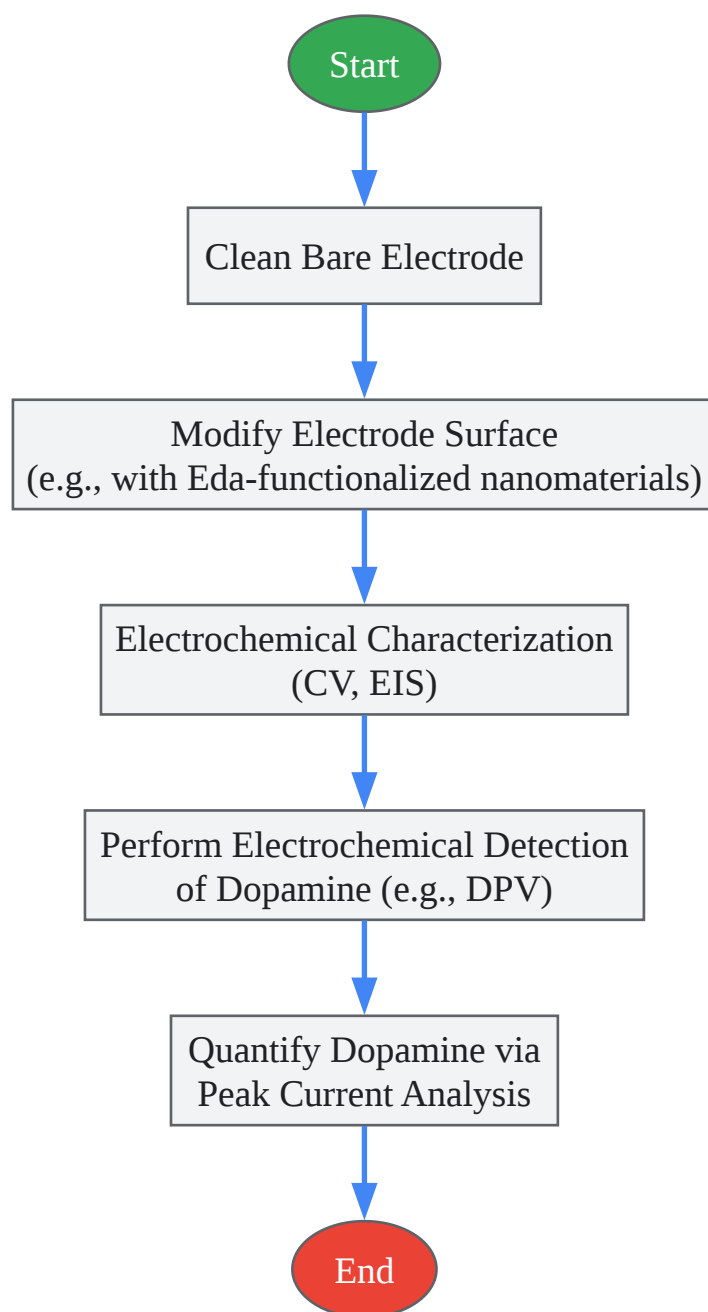 Start
Clean Bare Electrode
Modify Electrode Surface
(e.g., with Eda-functionalized nanomaterials)
Electrochemical Characterization
(CV, EIS)
Perform Electrochemical Detection
of Dopamine (e.g., DPV)
Quantify Dopamine via
Peak Current Analysis
End